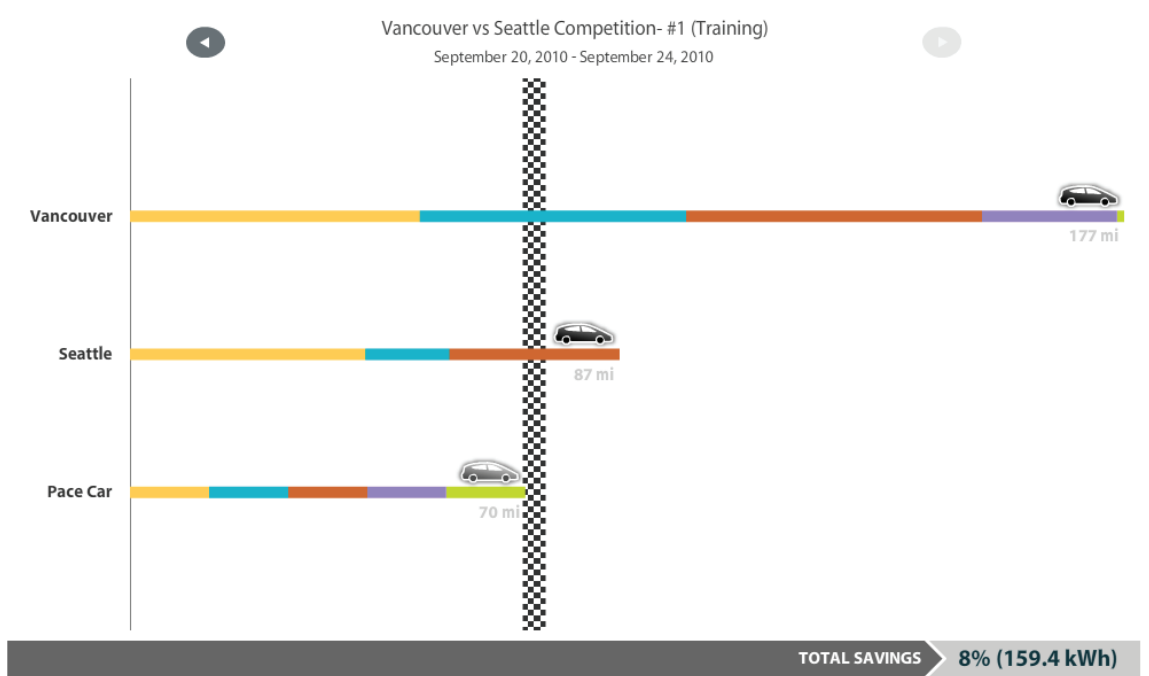 Vancouver vs Seattle Competition- #1 (Training)
September 20, 2010 - September 24, 2010
Vancouver
177 mi
Seattle
87 mi
Pace Car
70 mi
TOTAL SAVINGS
8% (159.4 kWh)